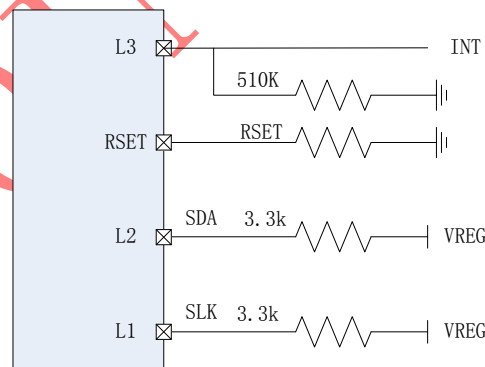 L3 INT
510K
RSET RSET
L2 SDA 3.3k VREG
L1 SLK 3.3k VREG